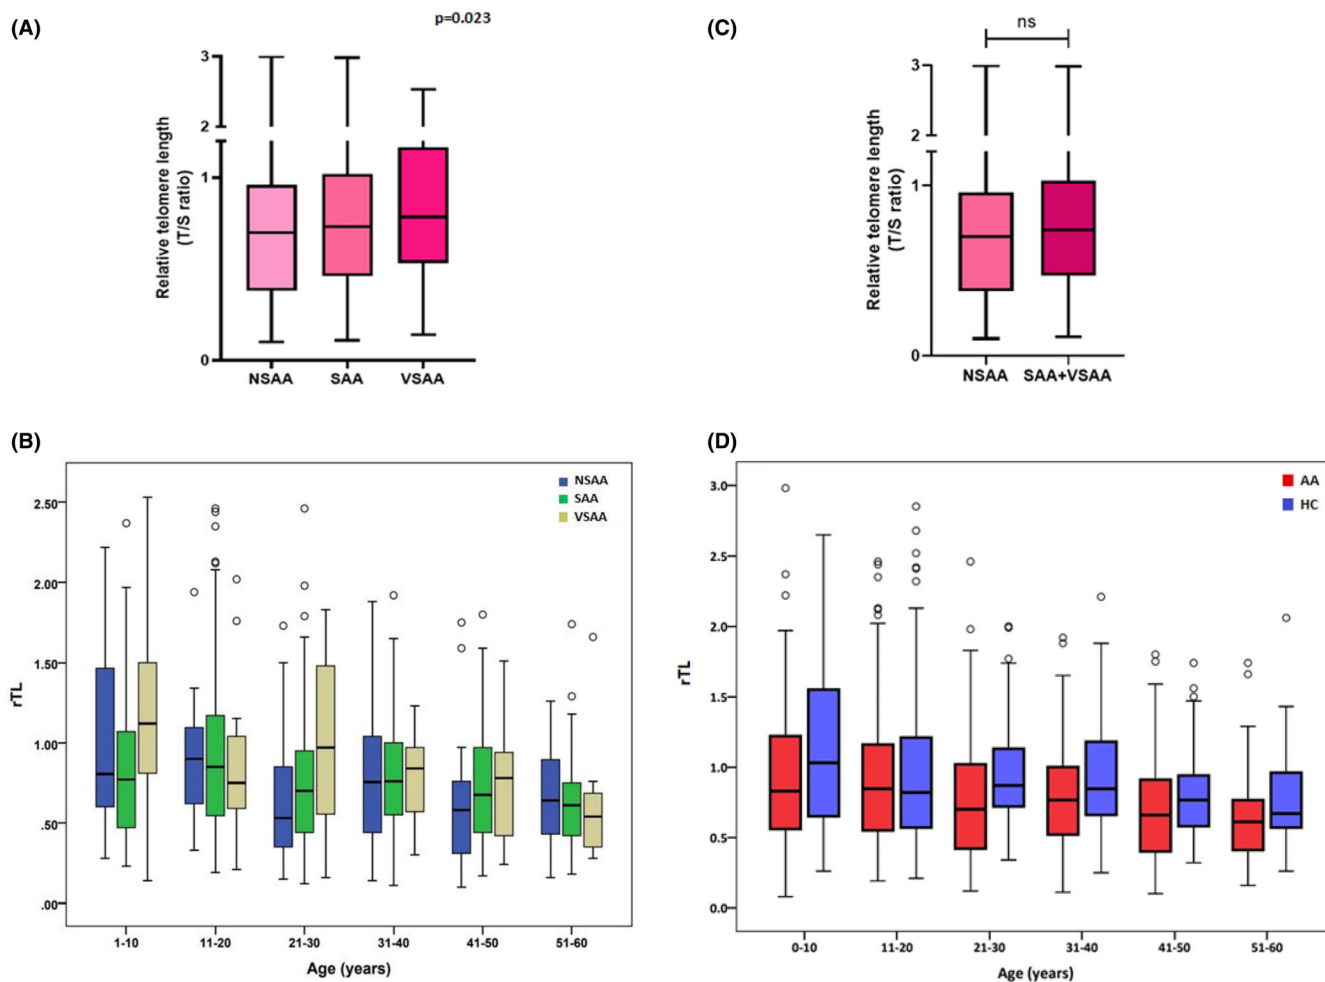 (A)
p=0.023
Relative telomere length
(T/S ratio)
3
2
1
0
NSAA SAA VSAA
(C)
ns
Relative telomere length
(T/S ratio)
3
2
1
0
NSAA SAA+VSAA
(B)
NSAA
SAA
VSAA
rTL
2.50
2.00
1.50
1.00
.50
.00
1-10 11-20 21-30 31-40 41-50 51-60
Age (years)
(D)
AA
HC
rTL
3.0
2.5
2.0
1.5
1.0
0.5
0.0
0-10 11-20 21-30 31-40 41-50 51-60
Age (years)